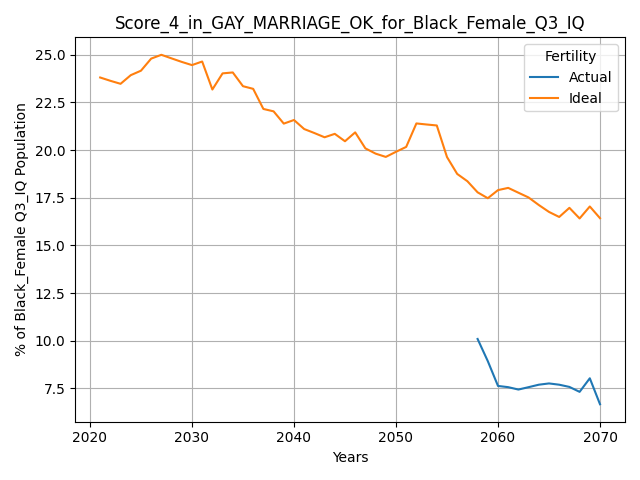 Score_4_in_GAY_MARRIAGE_OK_for_Black_Female_Q3_IQ
% of Black_Female Q3_IQ Population
25.0
22.5
20.0
17.5
15.0
12.5
10.0
7.5
Fertility
Actual
Ideal
2020 2030 2040 2050 2060 2070
Years